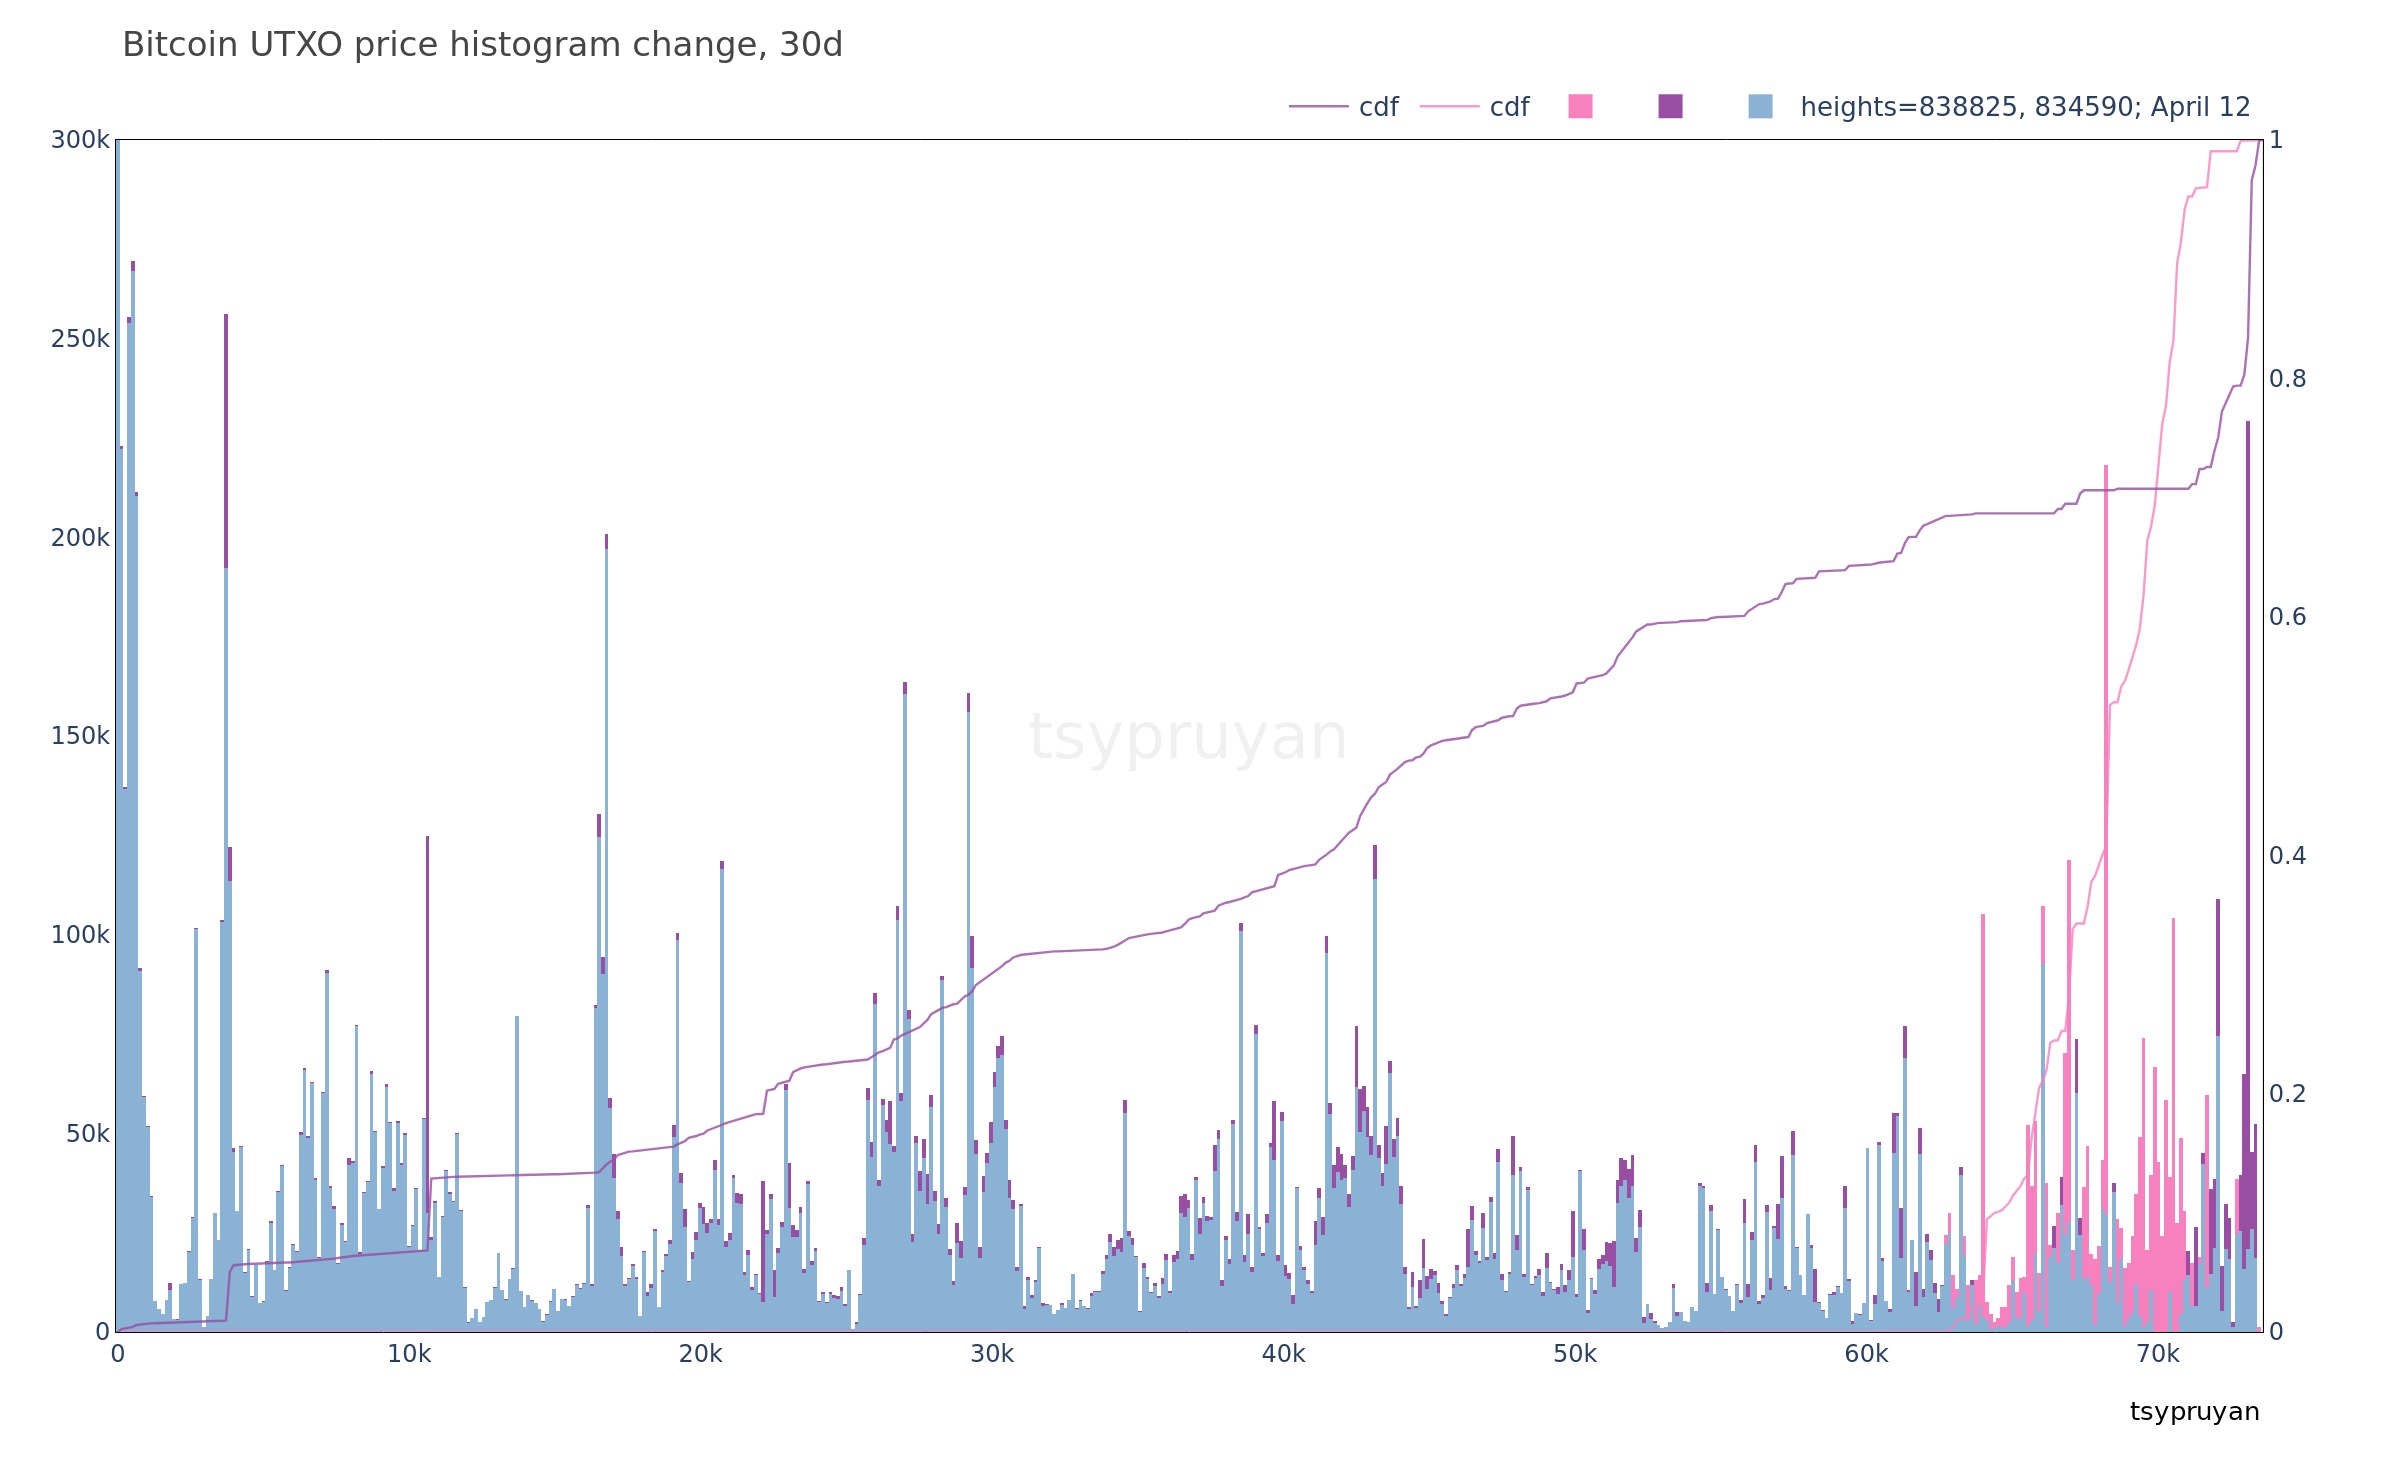 Bitcoin UTXO price histogram change, 30d
cdf cdf heights=838825, 834590; April 12
300k 1
250k
0.8
200k
0.6
150k
tsypruyan
0.4
100k
0.2
50k
0 0
0 10k 20k 30k 40k 50k 60k 70k
tsypruyan